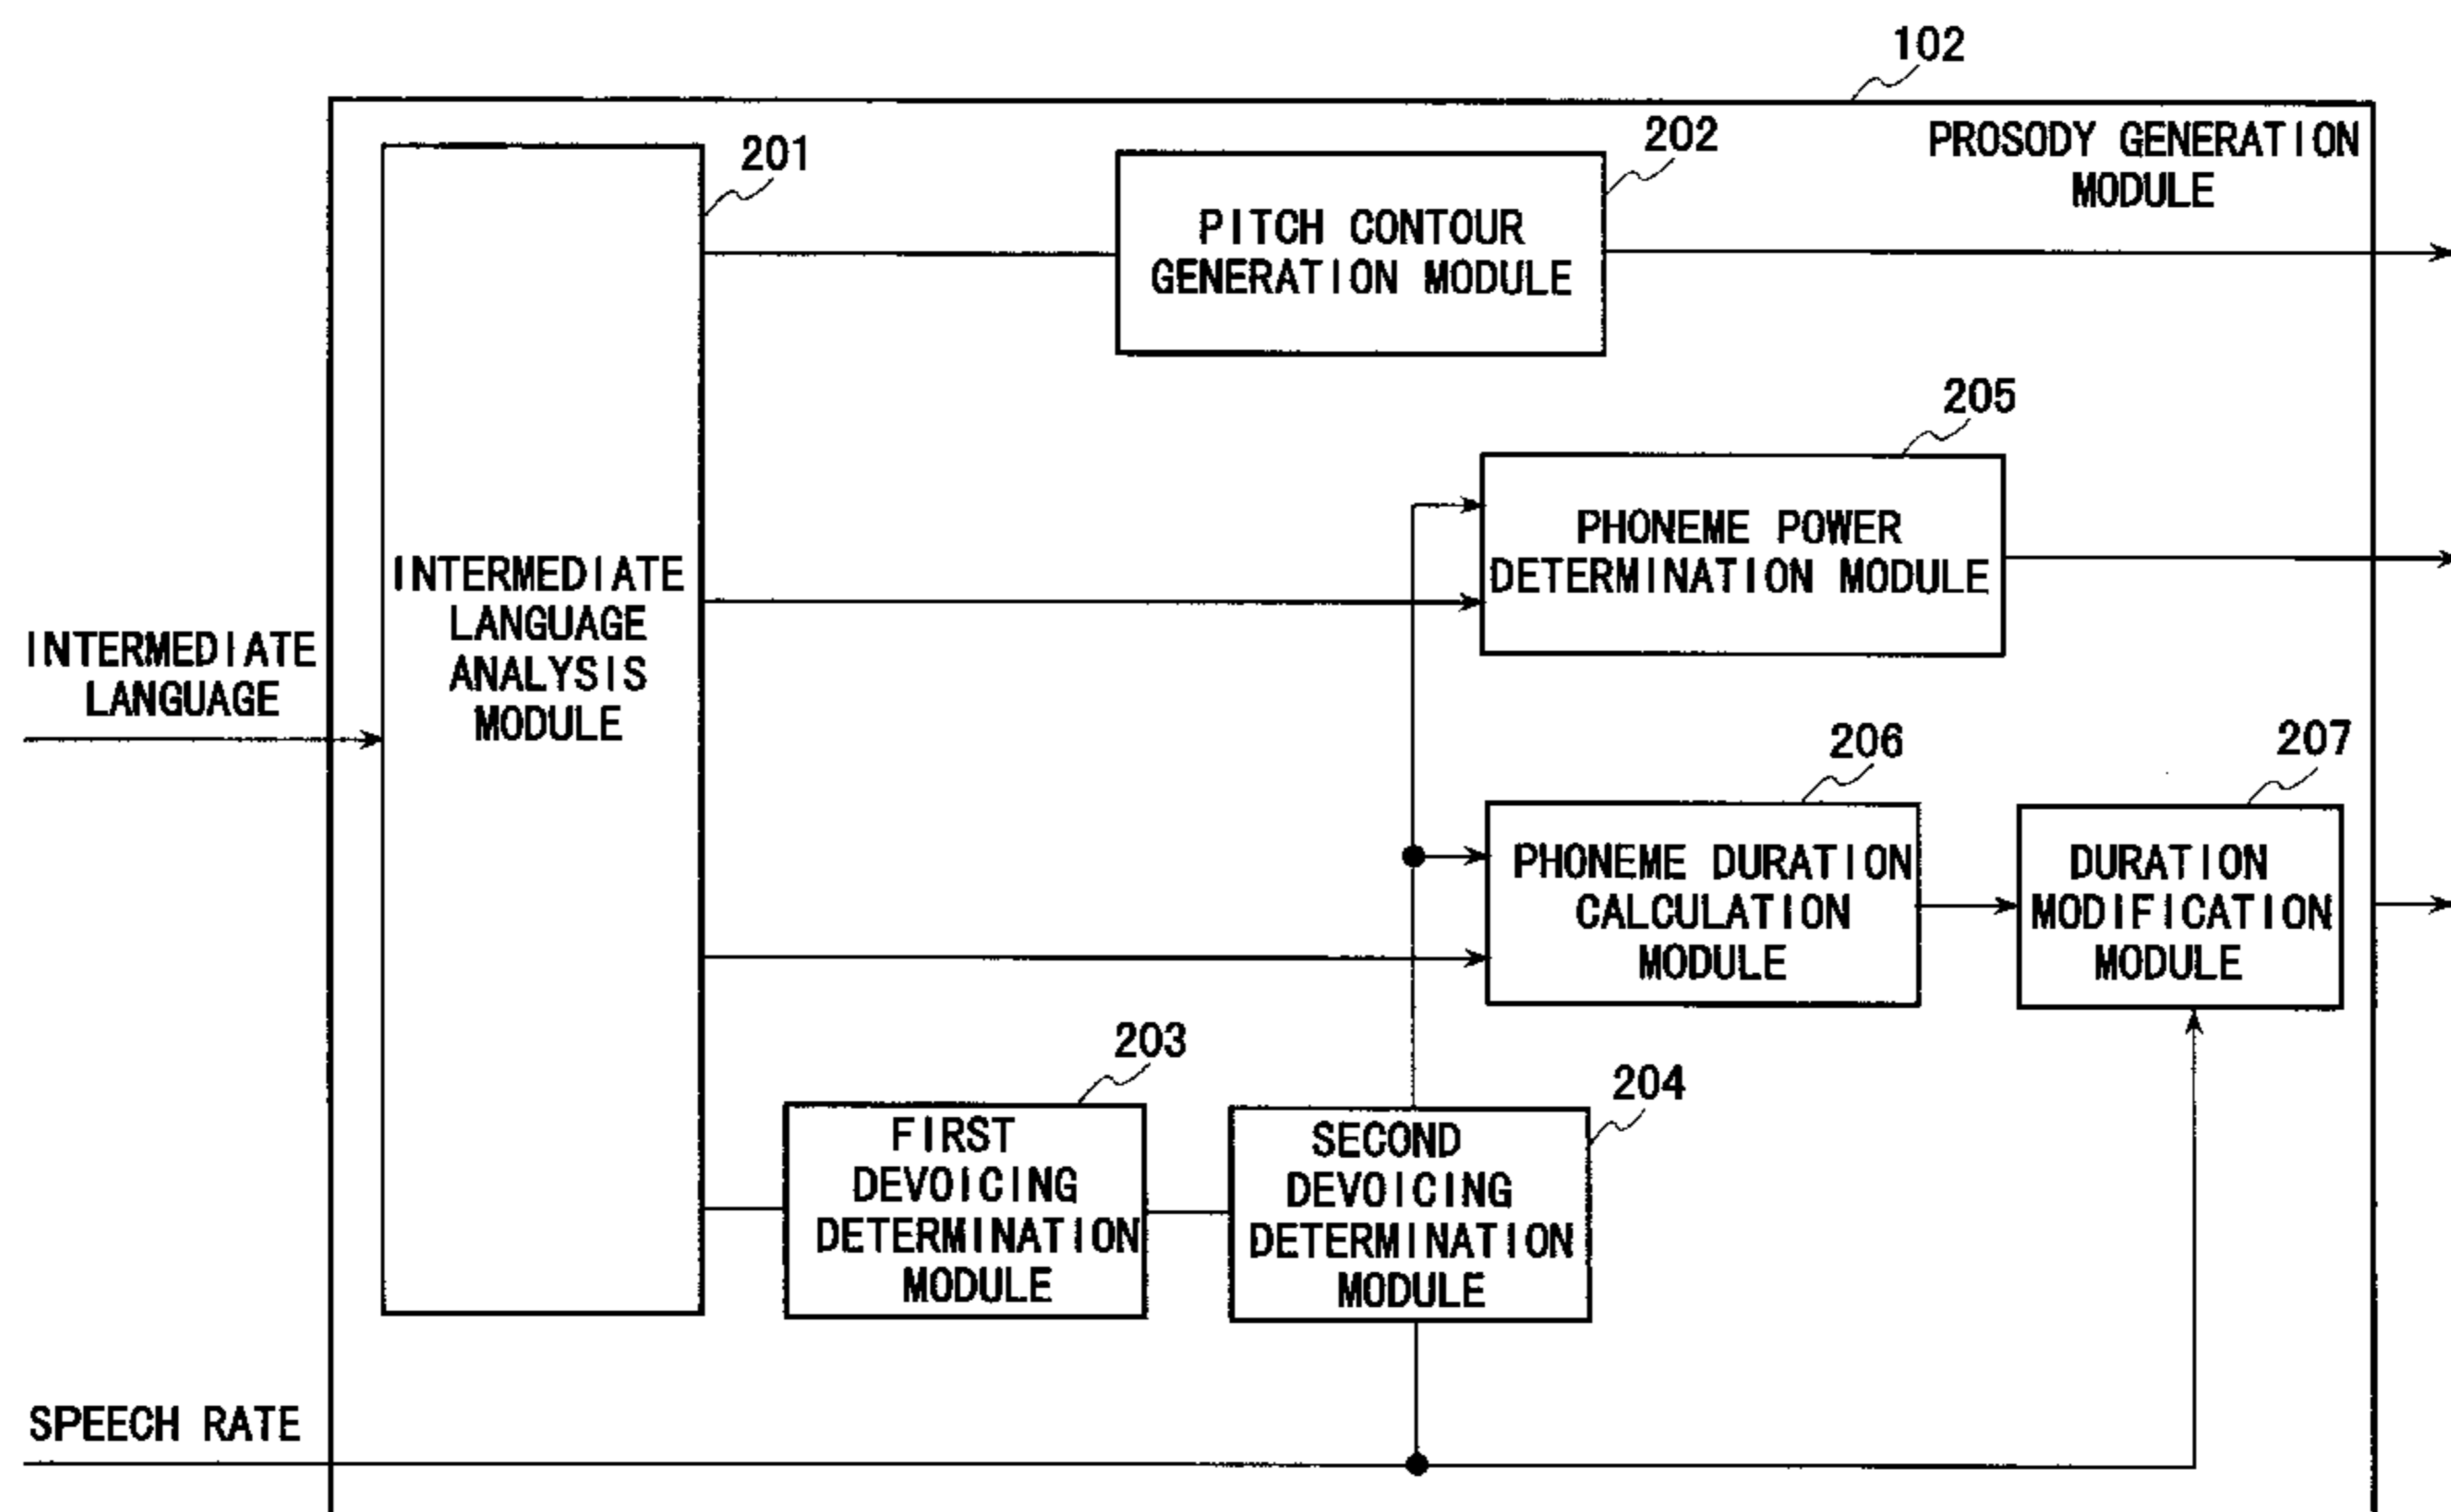 102
PROSODY GENERATION
MODULE
201
202
PITCH CONTOUR
GENERATION MODULE
205
PHONEME POWER
DETERMINATION MODULE
INTERMEDIATE
LANGUAGE
ANALYSIS
MODULE
INTERMEDIATE
LANGUAGE
206
207
PHONEME DURATION
CALCULATION
MODULE
DURATION
MODIFICATION
MODULE
203
204
FIRST
DEVOICING
DETERMINATION
MODULE
SECOND
DEVOICING
DETERMINATION
MODULE
SPEECH RATE